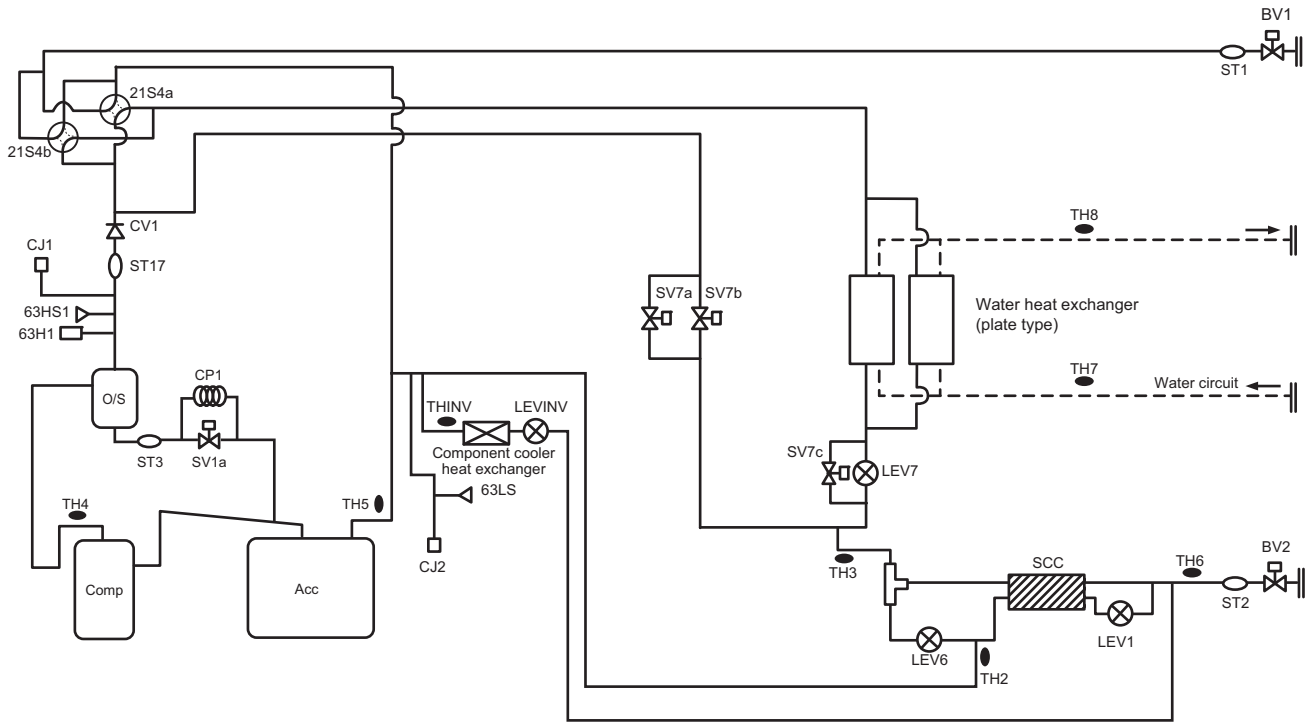 BV1
ST1
21S4a
21S4b
CV1
TH8
CJ1
ST17
SV7a
SV7b
63HS1
Water heat exchanger
(plate type)
63H1
CP1
TH7
O/S
Water circuit
THINV
LEVINV
ST3
SV1a
Component cooler
heat exchanger
SV7c
LEV7
63LS
TH4
TH5
CJ2
TH3
SCC
TH6
BV2
Comp
Acc
ST2
LEV1
LEV6
TH2